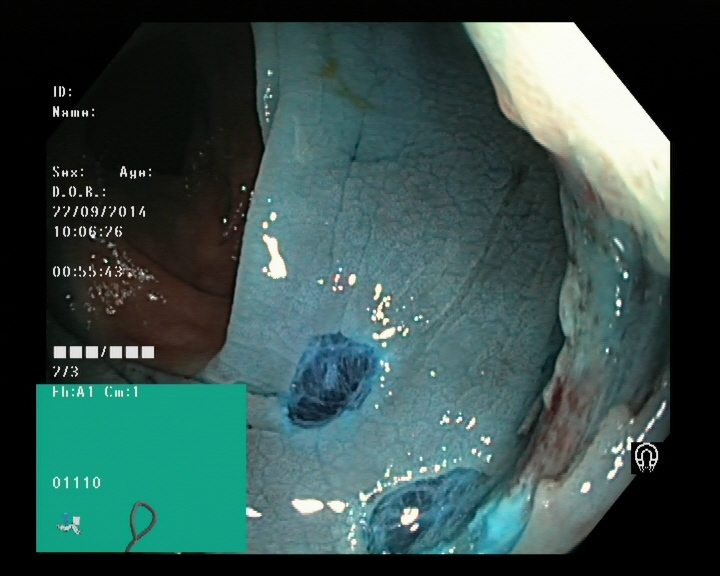 ID:
Name:
Sex: Age:
D.O.B.:
22/09/2014
10:06:26
00:55:43
■■■/■■■
2/3
Eh:A1 Cm:1
01110